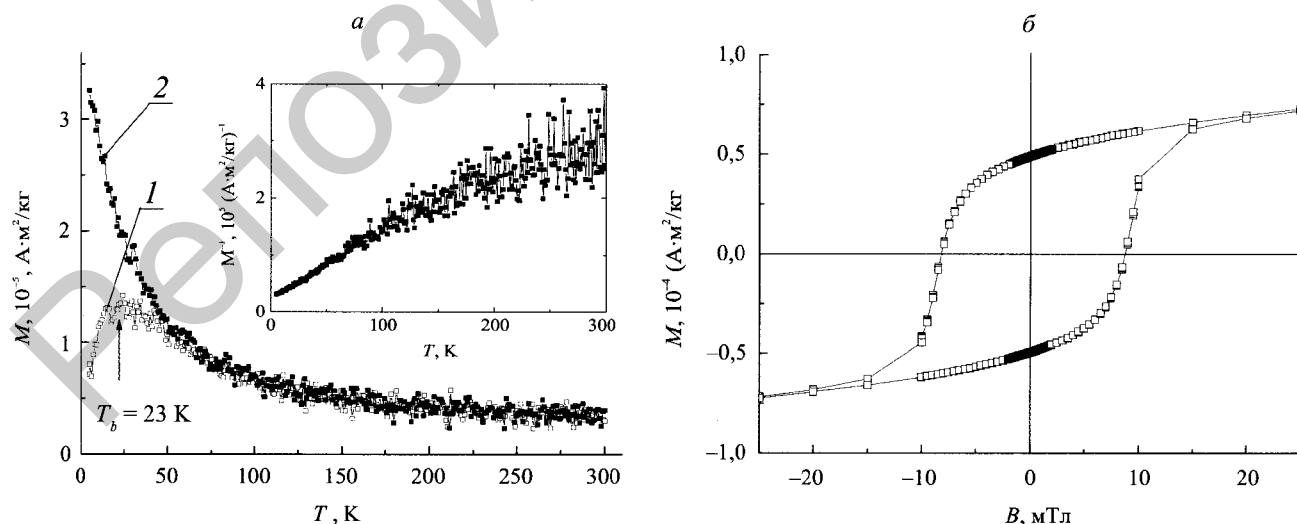 а
3
2
1
0
M, 10⁻⁵, А·м²/кг
2
1
T_b = 23 K
0 50 100 150 200 250 300
T, K
4
2
0
M⁻¹, 10⁵ (А·м²/кг)⁻¹
0 100 200 300
T, K
б
1,0
0,5
0,0
−0,5
−1,0
M, 10⁻⁴ (А·м²/кг
−20 −10 0 10 20
B, мТл
Репози